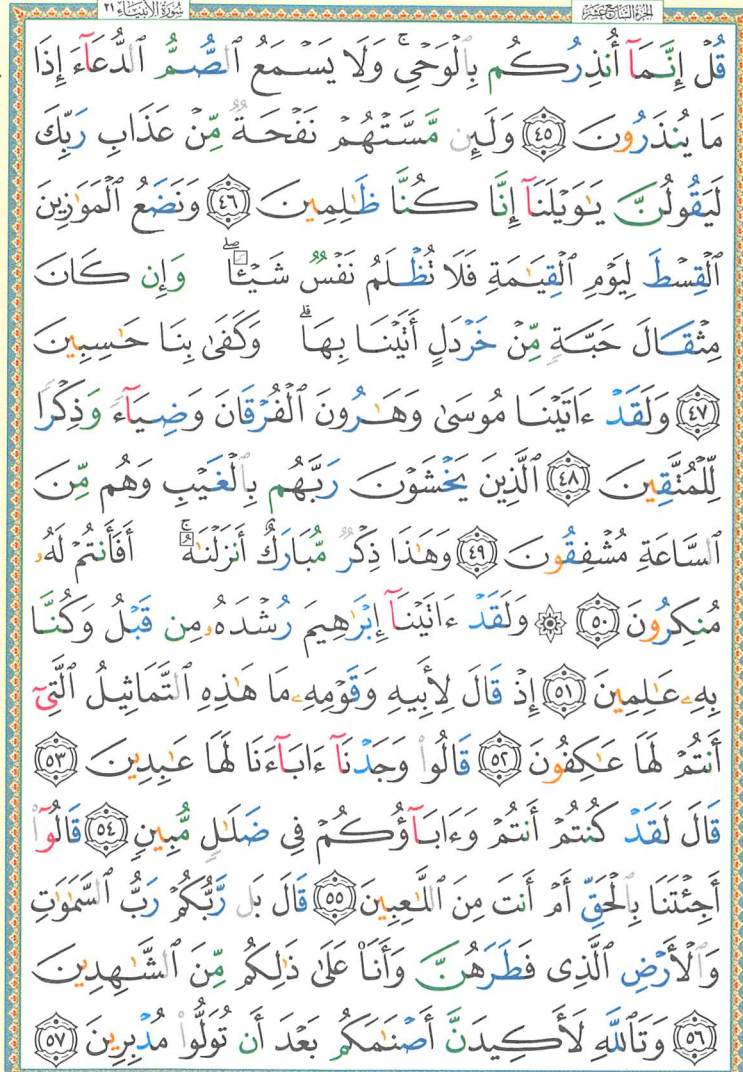 الجزء السابع عشر
سورة الأنبياء ٢١
قُلْ إِنَّمَآ أُنذِرُكُم بِٱلْوَحْىِ ۚ وَلَا يَسْمَعُ ٱلصُّمُّ ٱلدُّعَآءَ إِذَا
مَا يُنذَرُونَ ٤٥ وَلَئِن مَّسَّتْهُمْ نَفْحَةٌ مِّنْ عَذَابِ رَبِّكَ
لَيَقُولُنَّ يَـٰوَيْلَنَآ إِنَّا كُنَّا ظَـٰلِمِينَ ٤٦ وَنَضَعُ ٱلْمَوَٰزِينَ
ٱلْقِسْطَ لِيَوْمِ ٱلْقِيَـٰمَةِ فَلَا تُظْلَمُ نَفْسٌ شَيْـًٔا ۖ وَإِن كَانَ
مِثْقَالَ حَبَّةٍ مِّنْ خَرْدَلٍ أَتَيْنَا بِهَا ۗ وَكَفَىٰ بِنَا حَـٰسِبِينَ
٤٧ وَلَقَدْ ءَاتَيْنَا مُوسَىٰ وَهَـٰرُونَ ٱلْفُرْقَانَ وَضِيَآءً وَذِكْرًا
لِّلْمُتَّقِينَ ٤٨ ٱلَّذِينَ يَخْشَوْنَ رَبَّهُم بِٱلْغَيْبِ وَهُم مِّنَ
ٱلسَّاعَةِ مُشْفِقُونَ ٤٩ وَهَـٰذَا ذِكْرٌ مُّبَارَكٌ أَنزَلْنَـٰهُ ۚ أَفَأَنتُمْ لَهُۥ
مُنكِرُونَ ٥٠ ۞ وَلَقَدْ ءَاتَيْنَآ إِبْرَٰهِيمَ رُشْدَهُۥ مِن قَبْلُ وَكُنَّا
بِهِۦ عَـٰلِمِينَ ٥١ إِذْ قَالَ لِأَبِيهِ وَقَوْمِهِۦ مَا هَـٰذِهِ ٱلتَّمَاثِيلُ ٱلَّتِىٓ
أَنتُمْ لَهَا عَـٰكِفُونَ ٥٢ قَالُوا۟ وَجَدْنَآ ءَابَآءَنَا لَهَا عَـٰبِدِينَ ٥٣
قَالَ لَقَدْ كُنتُمْ أَنتُمْ وَءَابَآؤُكُمْ فِى ضَلَـٰلٍ مُّبِينٍ ٥٤ قَالُوٓا۟
أَجِئْتَنَا بِٱلْحَقِّ أَمْ أَنتَ مِنَ ٱللَّـٰعِبِينَ ٥٥ قَالَ بَل رَّبُّكُمْ رَبُّ ٱلسَّمَـٰوَٰتِ
وَٱلْأَرْضِ ٱلَّذِى فَطَرَهُنَّ وَأَنَا۠ عَلَىٰ ذَٰلِكُم مِّنَ ٱلشَّـٰهِدِينَ
٥٦ وَتَٱللَّهِ لَأَكِيدَنَّ أَصْنَـٰمَكُم بَعْدَ أَن تُوَلُّوا۟ مُدْبِرِينَ ٥٧